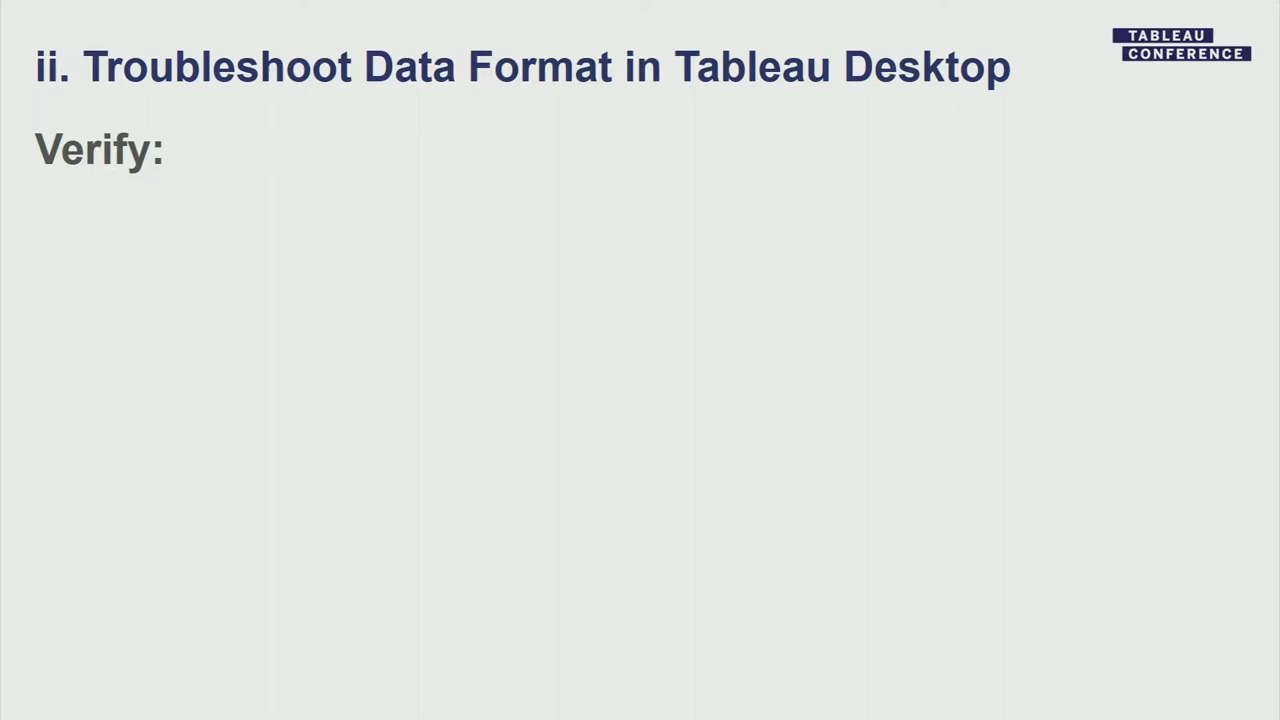 ii. Troubleshoot Data Format in Tableau Desktop
TABLEAU
CONFERENCE
Verify: